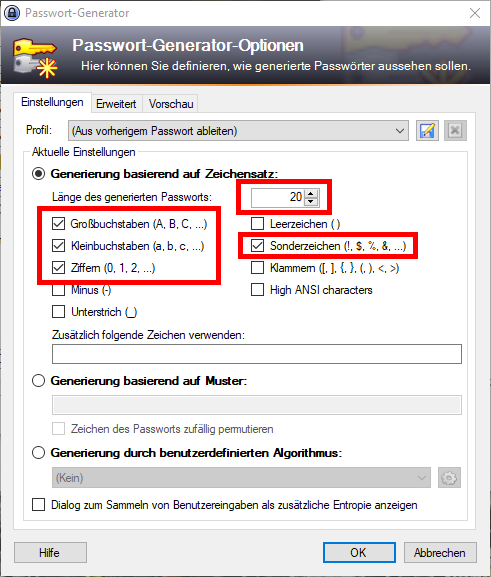 Passwort-Generator
Passwort-Generator-Optionen
Hier können Sie definieren, wie generierte Passwörter aussehen sollen.
Einstellungen Erweitert Vorschau
Profil: (Aus vorherigem Passwort ableiten)
Aktuelle Einstellungen
Generierung basierend auf Zeichensatz:
Länge des generierten Passworts: 20
Großbuchstaben (A, B, C, ...) Leerzeichen ( )
Kleinbuchstaben (a, b, c, ...) Sonderzeichen (!, $, %, &, ...)
Ziffern (0, 1, 2, ...) Klammern ([, ], {, }, (, ), <, >)
Minus (-) High ANSI characters
Unterstrich (_)
Zusätzlich folgende Zeichen verwenden:
Generierung basierend auf Muster:
Zeichen des Passworts zufällig permutieren
Generierung durch benutzerdefinierten Algorithmus:
(Kein)
Dialog zum Sammeln von Benutzereingaben als zusätzliche Entropie anzeigen
Hilfe OK Abbrechen